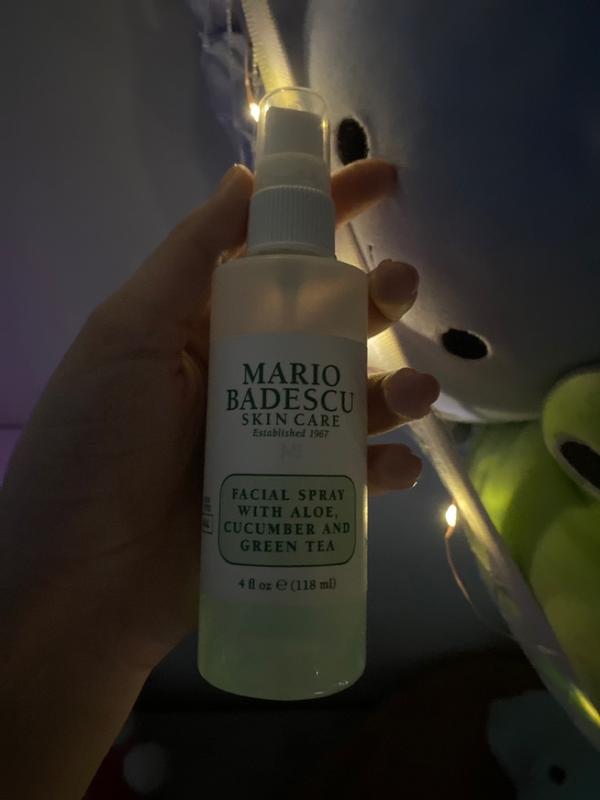 MARIO
BADESCU
SKIN CARE
Established 1967
FACIAL SPRAY
WITH ALOE,
CUCUMBER AND
GREEN TEA
4 fl oz ℮ (118 ml)